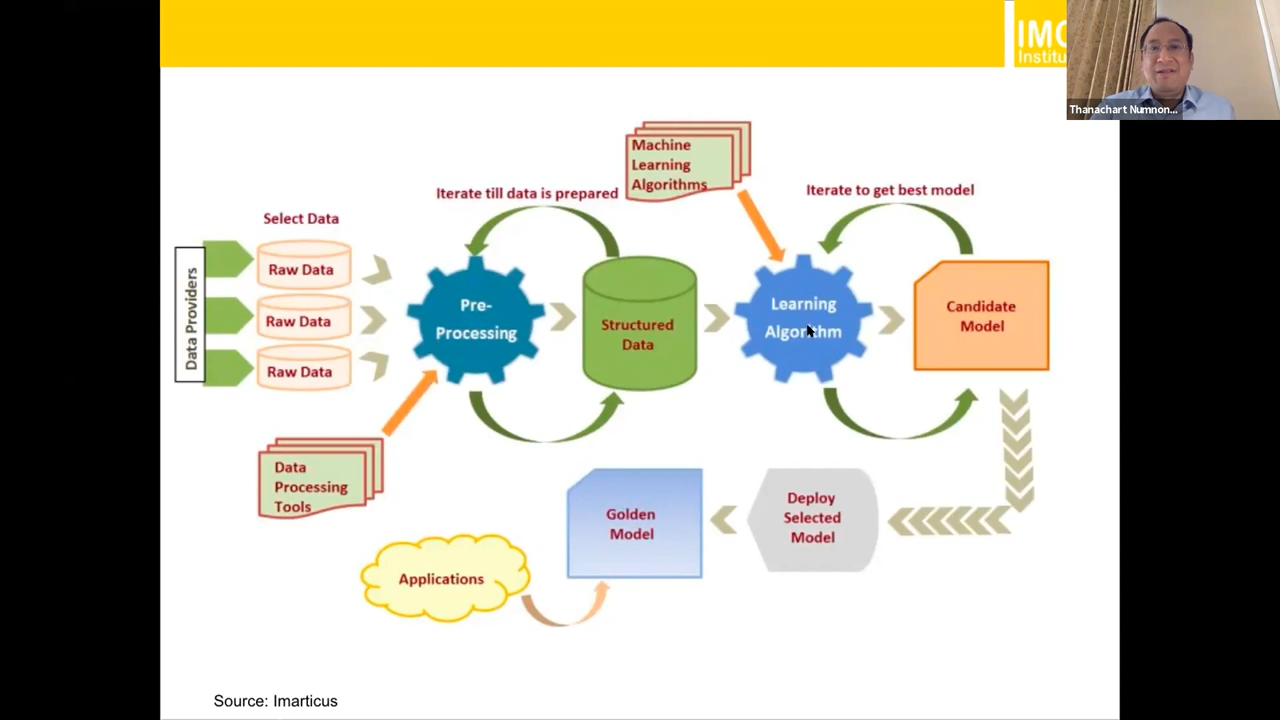 IMC
Institu
Thanachart Numnon...
Machine
Learning
Algorithms
Iterate till data is prepared
Iterate to get best model
Select Data
Data Providers
Raw Data
Raw Data
Raw Data
Pre-
Processing
Structured
Data
Learning
Algorithm
Candidate
Model
Data
Processing
Tools
Golden
Model
Deploy
Selected
Model
Applications
Source: Imarticus